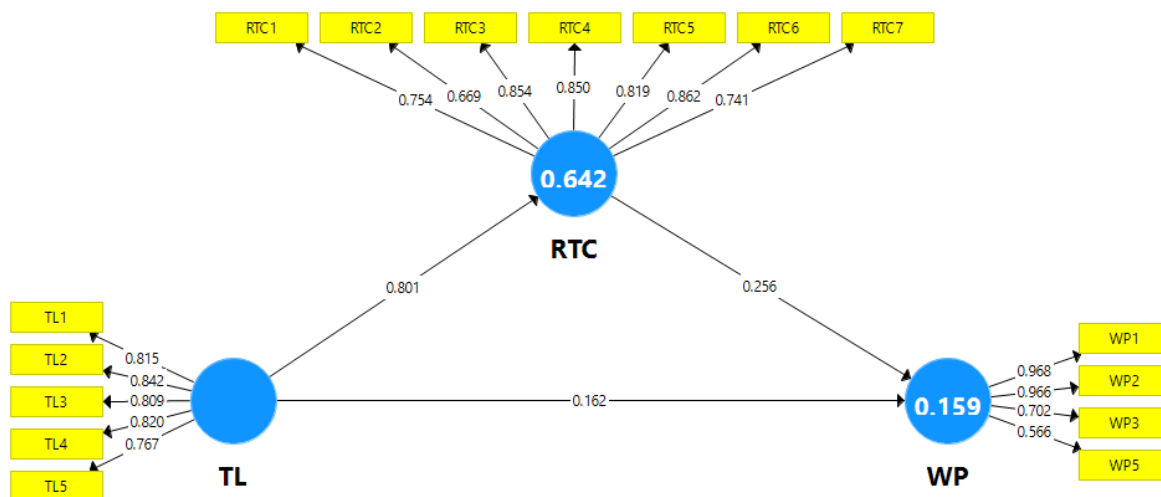 RTC1 RTC2 RTC3 RTC4 RTC5 RTC6 RTC7
0.754 0.669 0.854 0.850 0.819 0.862 0.741
0.642
RTC
0.801
0.256
TL1
TL2
TL3
TL4
TL5
0.815
0.842
0.809
0.820
0.767
TL
0.162
0.159
WP
0.968
0.966
0.702
0.566
WP1
WP2
WP3
WP5